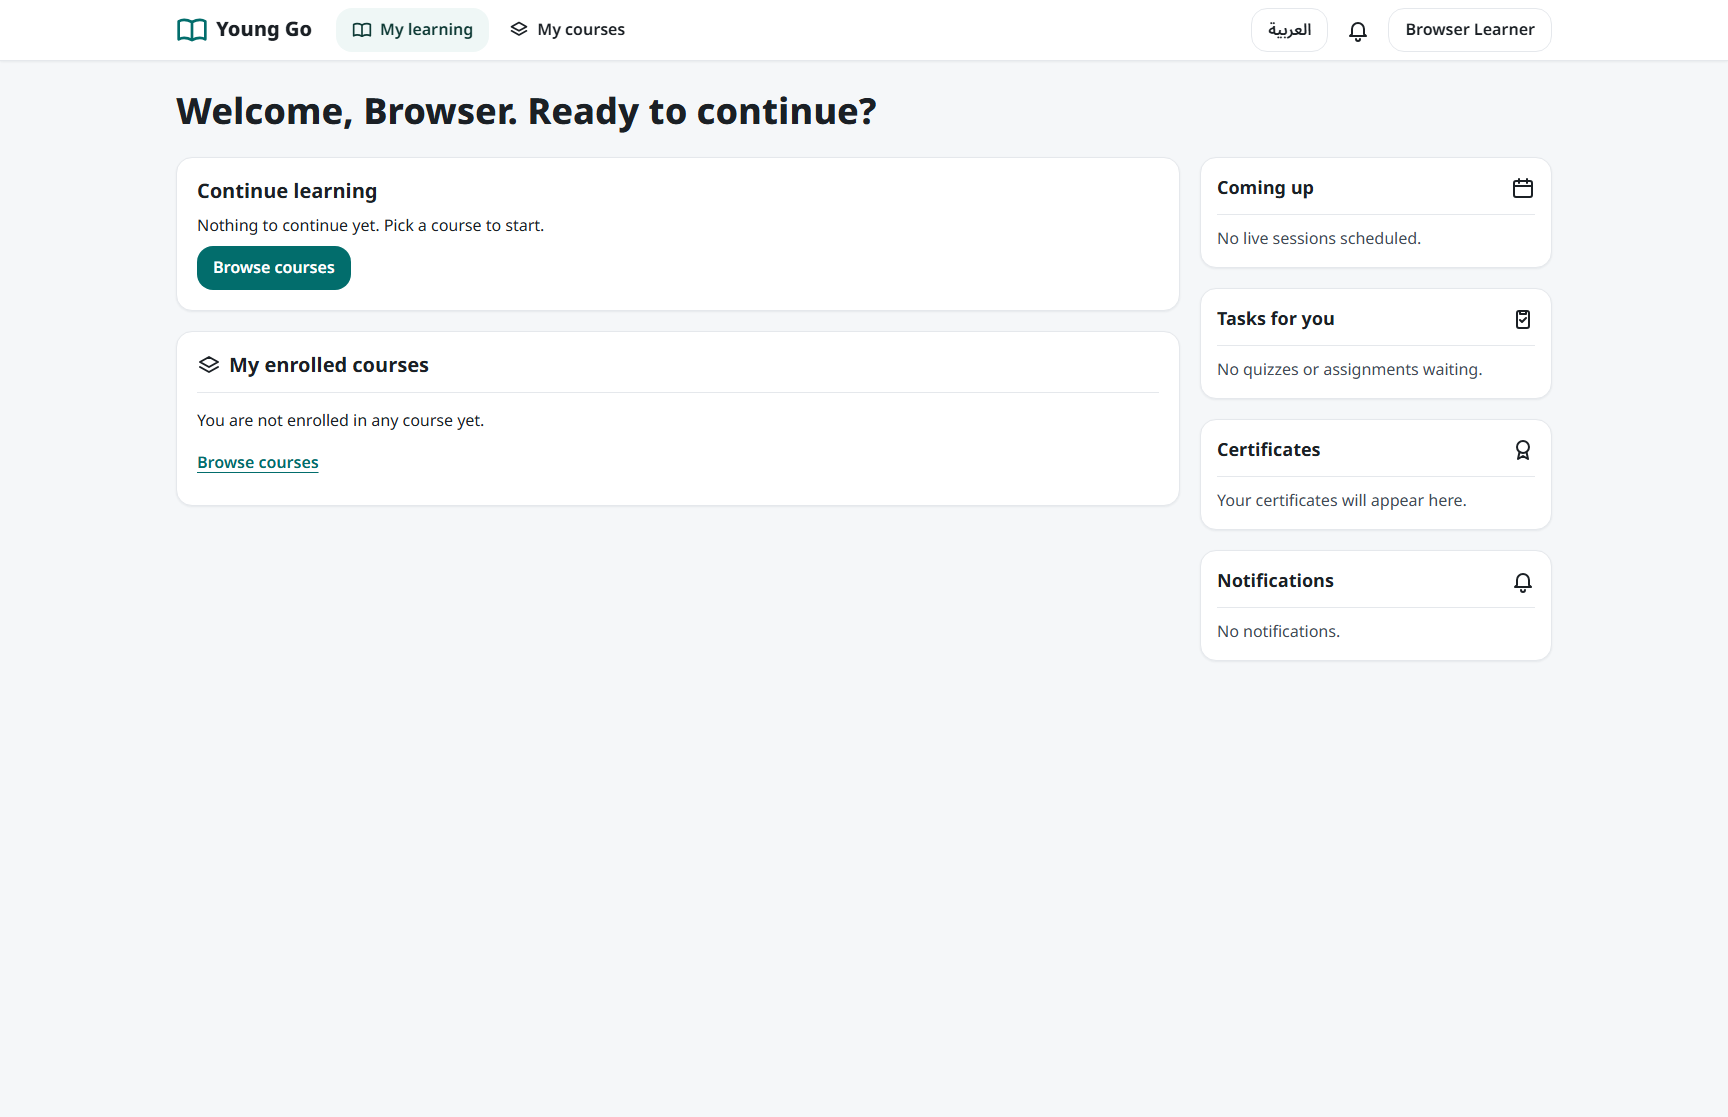 Young Go
My learning
My courses
العربية
Browser Learner
Welcome, Browser. Ready to continue?
Continue learning
Nothing to continue yet. Pick a course to start.
Browse courses
My enrolled courses
You are not enrolled in any course yet.
Browse courses
Coming up
No live sessions scheduled.
Tasks for you
No quizzes or assignments waiting.
Certificates
Your certificates will appear here.
Notifications
No notifications.